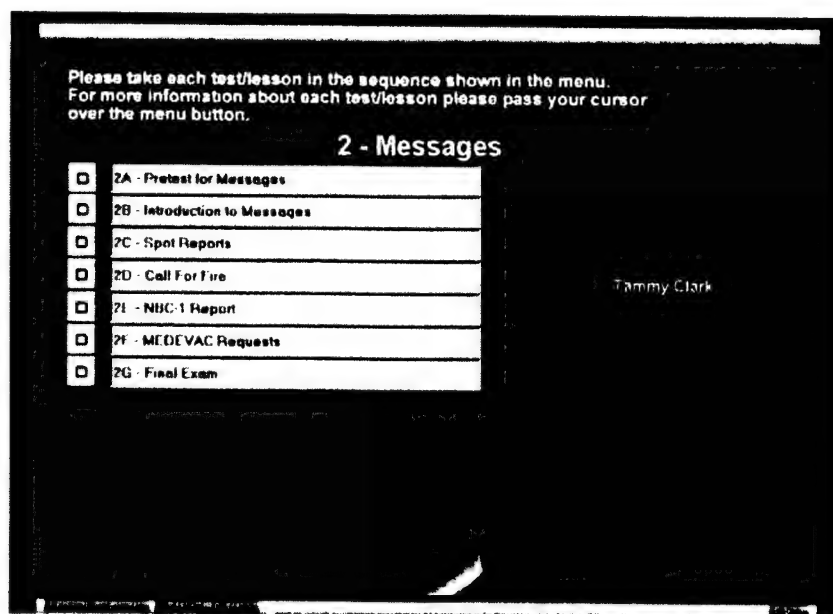 Please take each test/lesson in the sequence shown in the menu.
For more information about each test/lesson please pass your cursor
over the menu button.
2 - Messages
2A - Pretest for Messages
2B - Introduction to Messages
2C - Spot Reports
2D - Call For Fire
2E - NBC-1 Report
2F - MEDEVAC Requests
2G - Final Exam
Tammy Clark